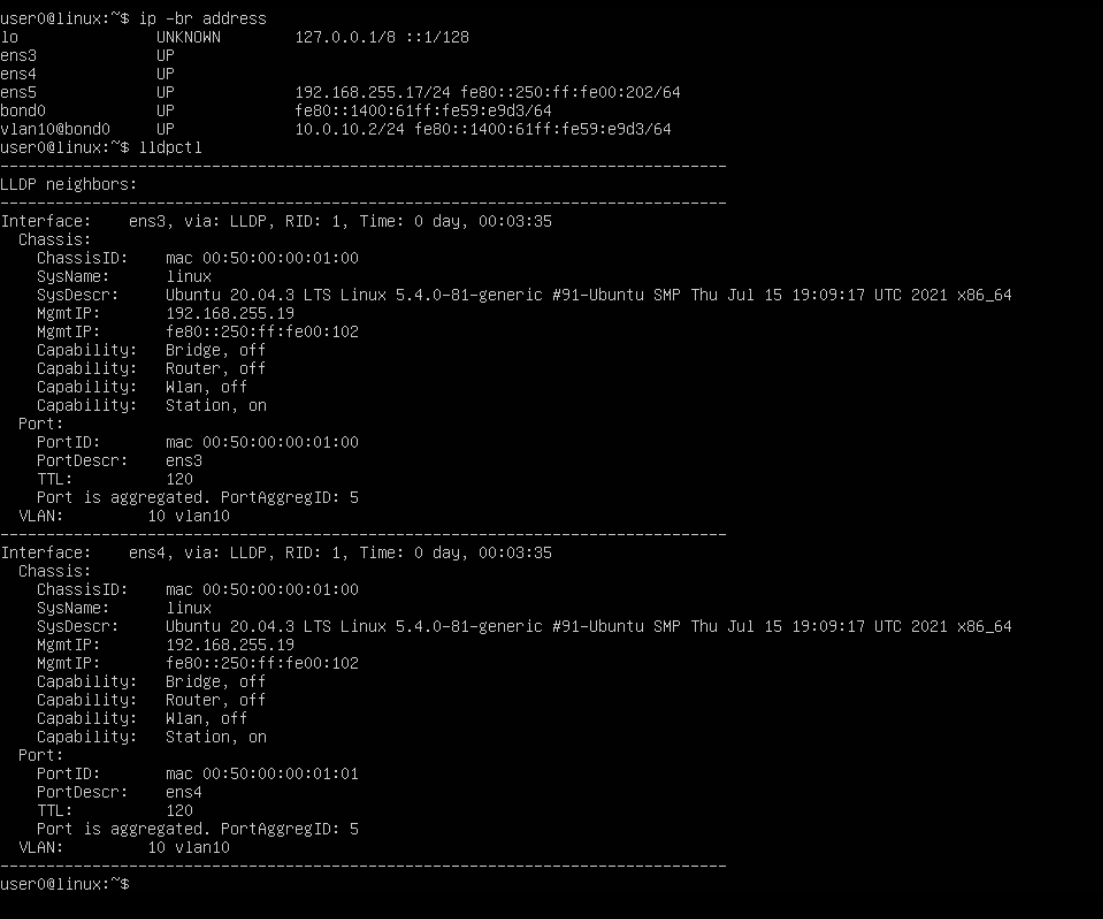 user0@linux:~$ ip -br address
lo               UNKNOWN        127.0.0.1/8 ::1/128
ens3             UP
ens4             UP
ens5             UP             192.168.255.17/24 fe80::250:ff:fe00:202/64
bond0            UP             fe80::1400:61ff:fe59:e9d3/64
vlan10@bond0     UP             10.0.10.2/24 fe80::1400:61ff:fe59:e9d3/64
user0@linux:~$ lldpctl
-------------------------------------------------------------------------------
LLDP neighbors:
-------------------------------------------------------------------------------
Interface:    ens3, via: LLDP, RID: 1, Time: 0 day, 00:03:35
  Chassis:
    ChassisID:    mac 00:50:00:00:01:00
    SysName:      linux
    SysDescr:     Ubuntu 20.04.3 LTS Linux 5.4.0-81-generic #91-Ubuntu SMP Thu Jul 15 19:09:17 UTC 2021 x86_64
    MgmtIP:       192.168.255.19
    MgmtIP:       fe80::250:ff:fe00:102
    Capability:   Bridge, off
    Capability:   Router, off
    Capability:   Wlan, off
    Capability:   Station, on
  Port:
    PortID:       mac 00:50:00:00:01:00
    PortDescr:    ens3
    TTL:          120
    Port is aggregated. PortAggregID: 5
  VLAN:         10 vlan10
-------------------------------------------------------------------------------
Interface:    ens4, via: LLDP, RID: 1, Time: 0 day, 00:03:35
  Chassis:
    ChassisID:    mac 00:50:00:00:01:00
    SysName:      linux
    SysDescr:     Ubuntu 20.04.3 LTS Linux 5.4.0-81-generic #91-Ubuntu SMP Thu Jul 15 19:09:17 UTC 2021 x86_64
    MgmtIP:       192.168.255.19
    MgmtIP:       fe80::250:ff:fe00:102
    Capability:   Bridge, off
    Capability:   Router, off
    Capability:   Wlan, off
    Capability:   Station, on
  Port:
    PortID:       mac 00:50:00:00:01:01
    PortDescr:    ens4
    TTL:          120
    Port is aggregated. PortAggregID: 5
  VLAN:         10 vlan10
-------------------------------------------------------------------------------
user0@linux:~$